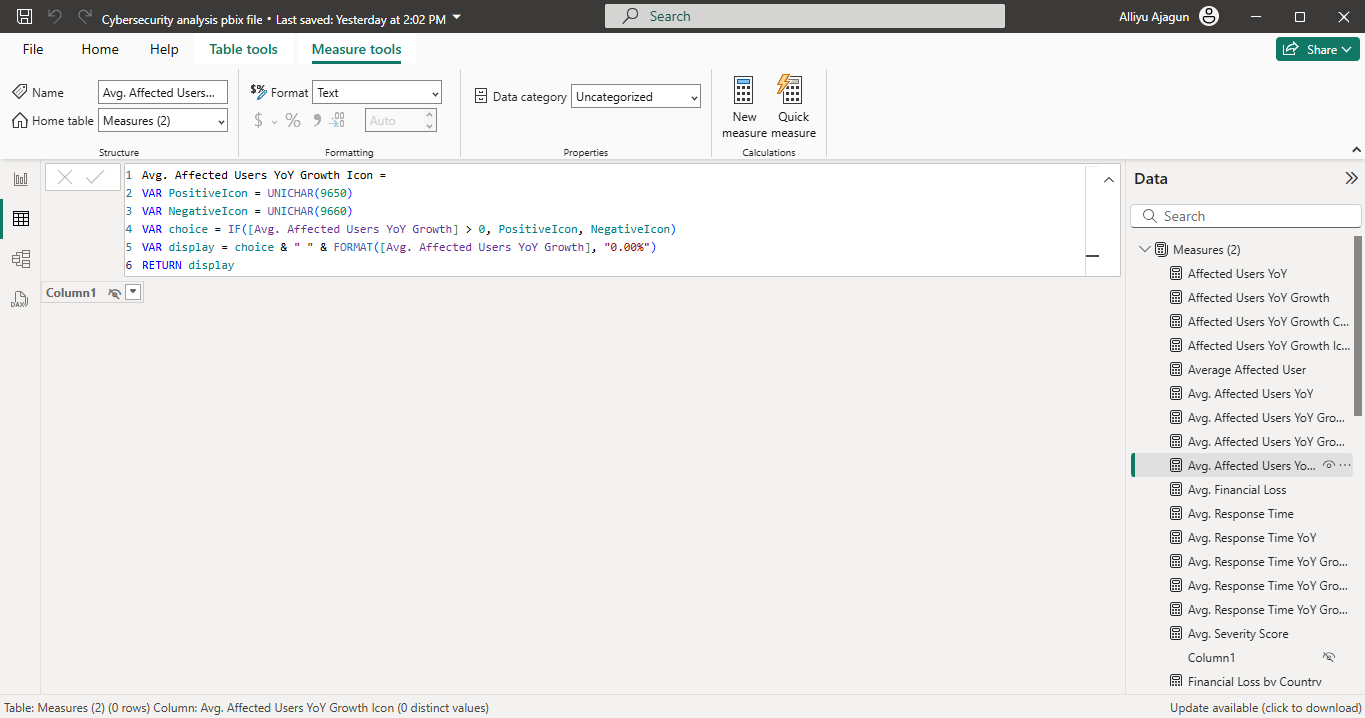 Cybersecurity analysis pbix file • Last saved: Yesterday at 2:02 PM
Search
Alliyu Ajagun
File
Home
Help
Table tools
Measure tools
Share
Name
Avg. Affected Users...
Home table
Measures (2)
Structure
$% Format
Text
$
%
Auto
Formatting
Data category
Uncategorized
Properties
New measure
Quick measure
Calculations
1 Avg. Affected Users YoY Growth Icon =
2 VAR PositiveIcon = UNICHAR(9650)
3 VAR NegativeIcon = UNICHAR(9660)
4 VAR choice = IF([Avg. Affected Users YoY Growth] > 0, PositiveIcon, NegativeIcon)
5 VAR display = choice & " " & FORMAT([Avg. Affected Users YoY Growth], "0.00%")
6 RETURN display
Column1
DAX
Data
Search
Measures (2)
Affected Users YoY
Affected Users YoY Growth
Affected Users YoY Growth C...
Affected Users YoY Growth Ic...
Average Affected User
Avg. Affected Users YoY
Avg. Affected Users YoY Gro...
Avg. Affected Users YoY Gro...
Avg. Affected Users Yo...
Avg. Financial Loss
Avg. Response Time
Avg. Response Time YoY
Avg. Response Time YoY Gro...
Avg. Response Time YoY Gro...
Avg. Response Time YoY Gro...
Avg. Severity Score
Column1
Financial Loss by Country
Table: Measures (2) (0 rows) Column: Avg. Affected Users YoY Growth Icon (0 distinct values)
Update available (click to download)